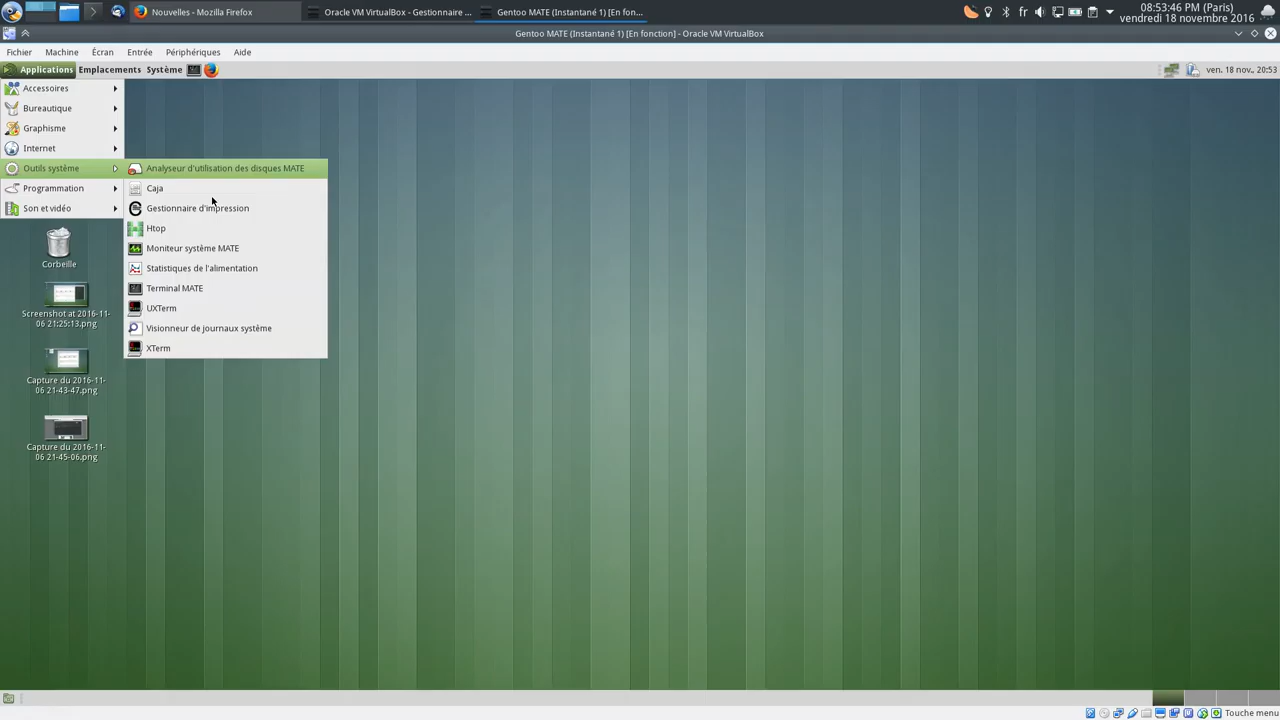 Nouvelles - Mozilla Firefox
Oracle VM VirtualBox - Gestionnaire ...
Gentoo MATE (Instantané 1) [En fon...
fr
08:53:46 PM (Paris)
vendredi 18 novembre 2016
Gentoo MATE (Instantané 1) [En fonction] - Oracle VM VirtualBox
Fichier Machine Écran Entrée Périphériques Aide
Applications Emplacements Système
ven. 18 nov., 20:53
Accessoires
Bureautique
Graphisme
Internet
Outils système
Programmation
Son et vidéo
Analyseur d'utilisation des disques MATE
Caja
Gestionnaire d'impression
Htop
Moniteur système MATE
Statistiques de l'alimentation
Terminal MATE
UXTerm
Visionneur de journaux système
XTerm
Corbeille
Screenshot at 2016-11-
06 21:25:13.png
Capture du 2016-11-
06 21-43-47.png
Capture du 2016-11-
06 21-45-06.png
Touche menu